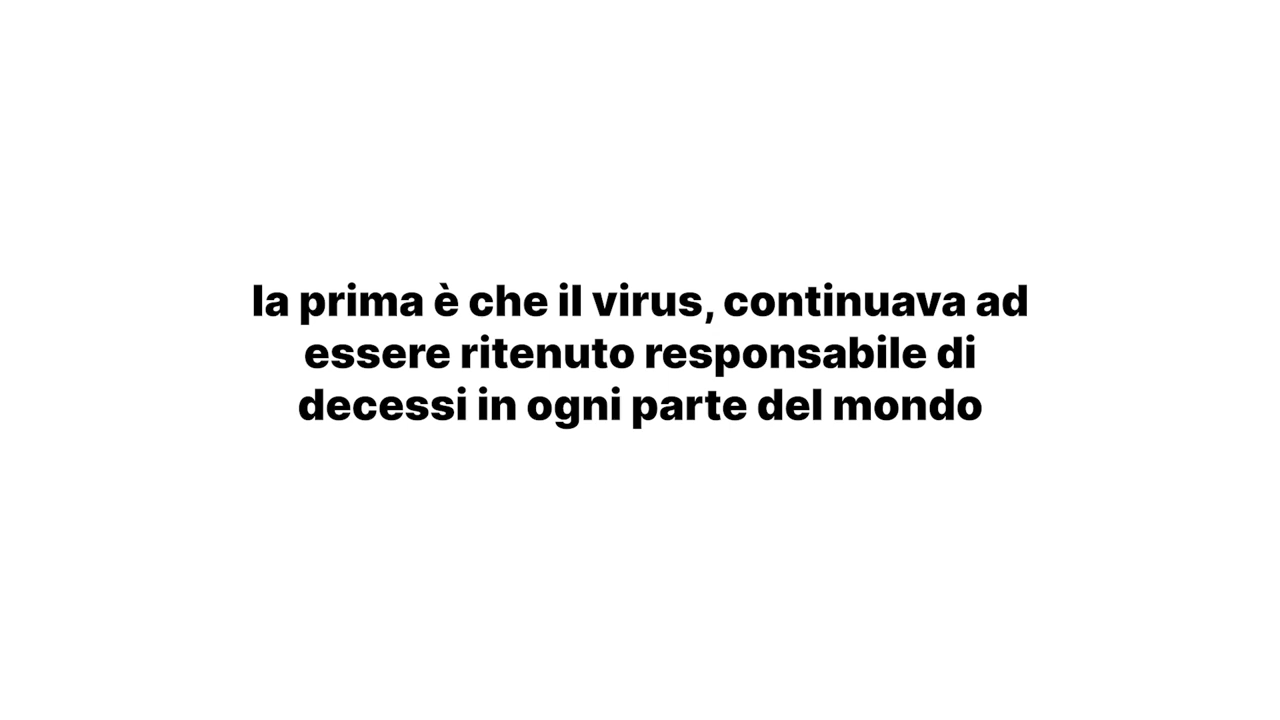 la prima è che il virus, continuava ad
essere ritenuto responsabile di
decessi in ogni parte del mondo